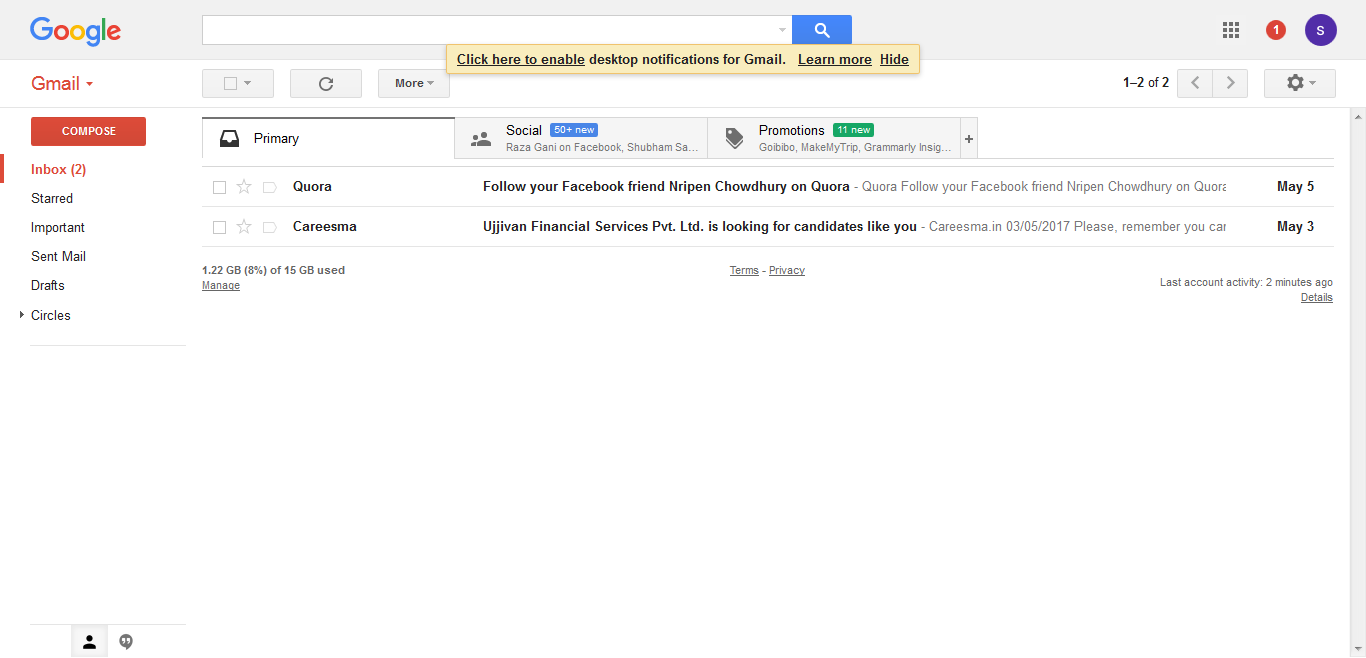 Google
1
S
Click here to enable desktop notifications for Gmail. Learn more Hide
Gmail
More
1–2 of 2
COMPOSE
Inbox (2)
Starred
Important
Sent Mail
Drafts
Circles
Primary
Social 50+ new
Raza Gani on Facebook, Shubham Sa...
Promotions 11 new
Goibibo, MakeMyTrip, Grammarly Insig...
+
Quora Follow your Facebook friend Nripen Chowdhury on Quora - Quora Follow your Facebook friend Nripen Chowdhury on Quora May 5
Careesma Ujjivan Financial Services Pvt. Ltd. is looking for candidates like you - Careesma.in 03/05/2017 Please, remember you can May 3
1.22 GB (8%) of 15 GB used
Manage
Terms - Privacy
Last account activity: 2 minutes ago
Details